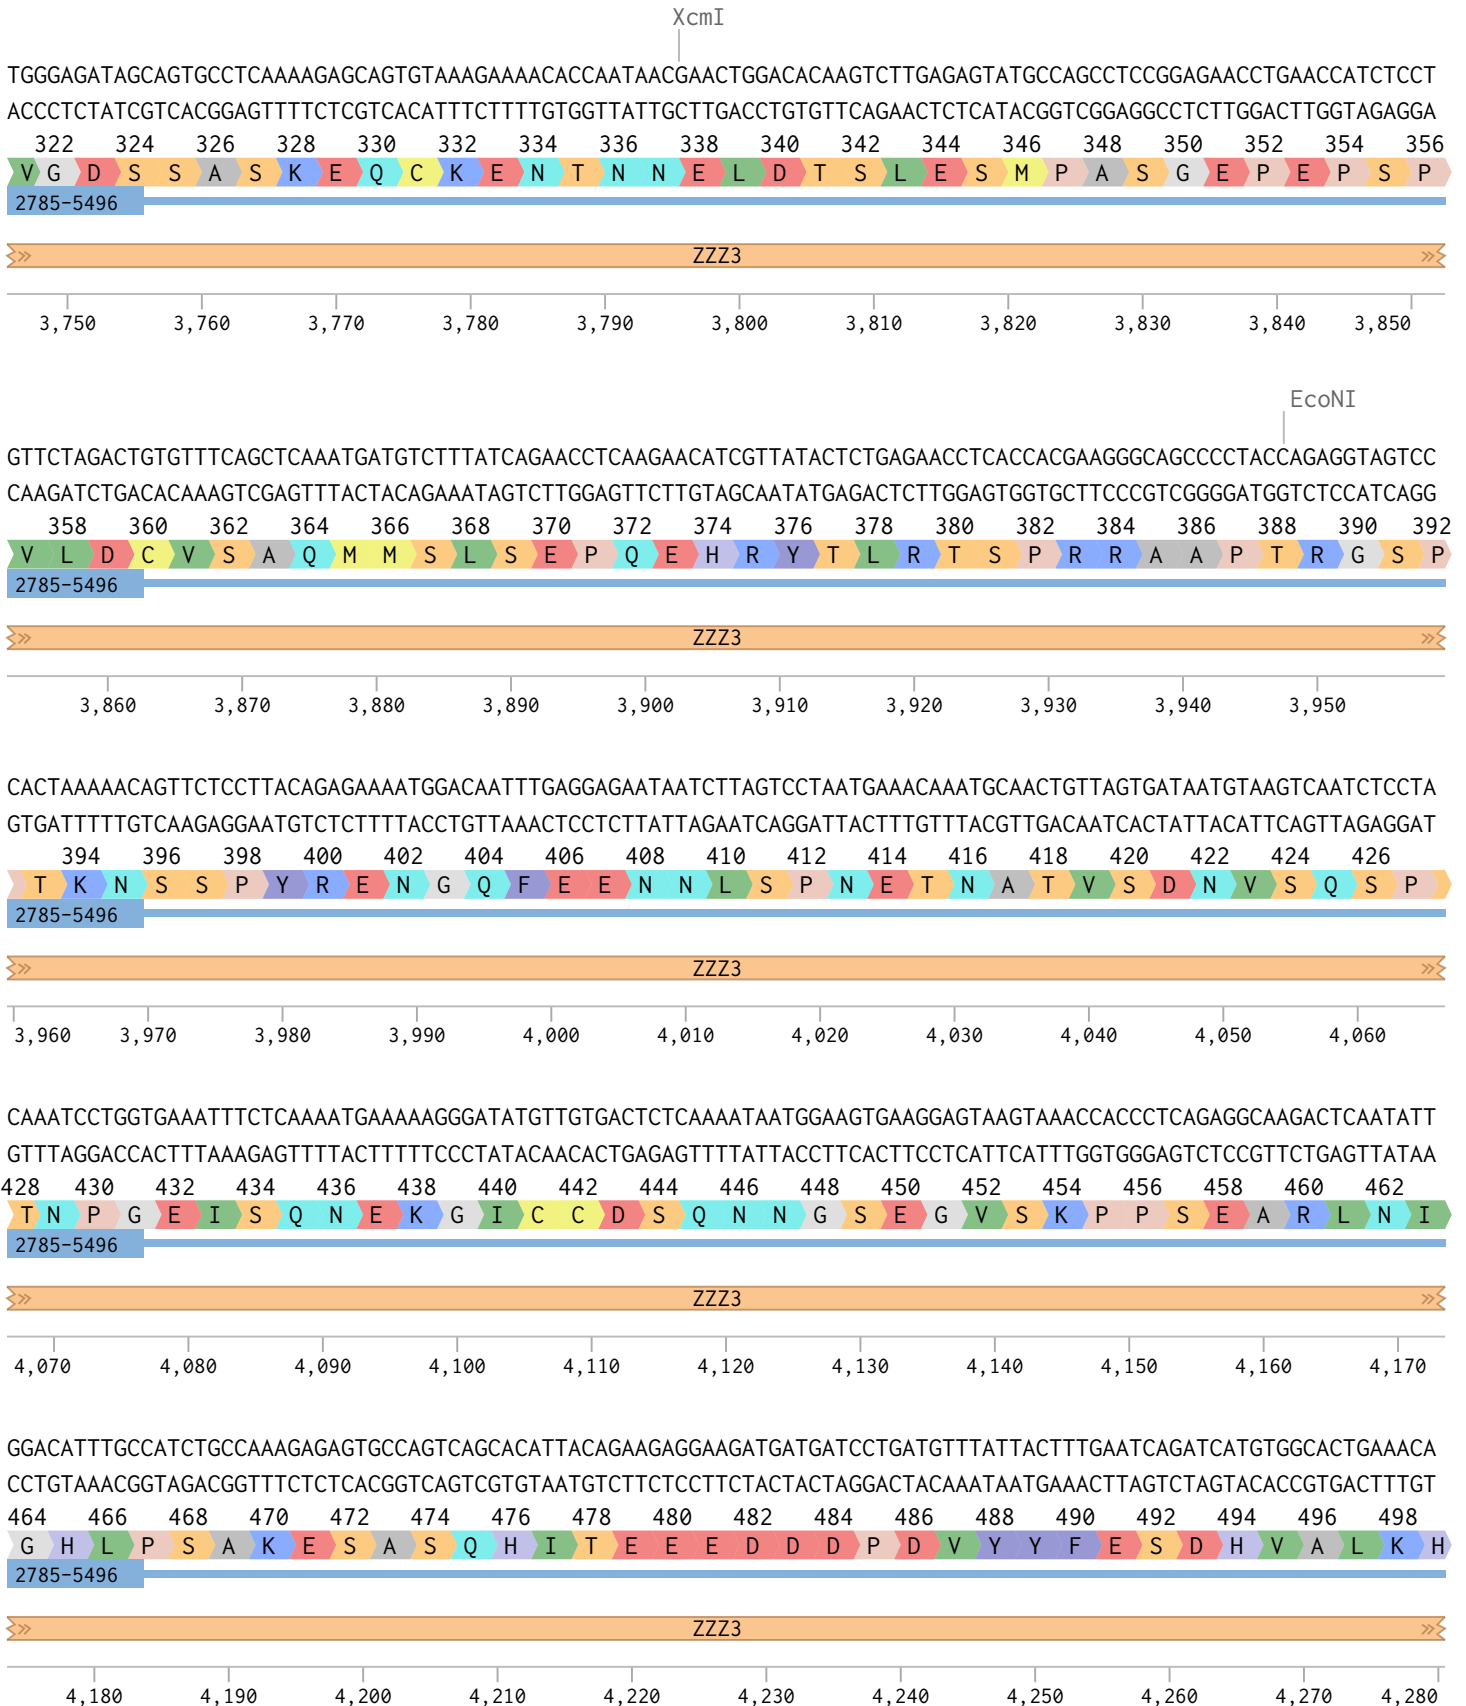 XcmI
TGGGAGATAGCAGTGCCTCAAAAGAGCAGTGTAAAGAAAACACCAATAACGAACTGGACACAAGTCTTGAGAGTATGCCAGCCTCCGGAGAACCTGAACCATCTCCT
ACCCTCTATCGTCACGGAGTTTTCTCGTCACATTTCTTTTGTGGTTATTGCTTGACCTGTGTTCAGAACTCTCATACGGTCGGAGGCCTCTTGGACTTGGTAGAGGA
322 324 326 328 330 332 334 336 338 340 342 344 346 348 350 352 354 356
V G D S S A S K E Q C K E N T N N E L D T S L E S M P A S G E P E P S P
2785-5496
ZZZ3
3,750 3,760 3,770 3,780 3,790 3,800 3,810 3,820 3,830 3,840 3,850
EcoNI
GTTCTAGACTGTGTTTCAGCTCAAATGATGTCTTTATCAGAACCTCAAGAACATCGTTATACTCTGAGAACCTCACCACGAAGGGCAGCCCCTACCAGAGGTAGTCC
CAAGATCTGACACAAAGTCGAGTTTACTACAGAAATAGTCTTGGAGTTCTTGTAGCAATATGAGACTCTTGGAGTGGTGCTTCCCGTCGGGGATGGTCTCCATCAGG
358 360 362 364 366 368 370 372 374 376 378 380 382 384 386 388 390 392
V L D C V S A Q M M S L S E P Q E H R Y T L R T S P R R A A P T R G S P
2785-5496
ZZZ3
3,860 3,870 3,880 3,890 3,900 3,910 3,920 3,930 3,940 3,950
CACTAAAAACAGTTCTCCTTACAGAGAAAATGGACAATTTGAGGAGAATAATCTTAGTCCTAATGAAACAAATGCAACTGTTAGTGATAATGTAAGTCAATCTCCTA
GTGATTTTTGTCAAGAGGAATGTCTCTTTTACCTGTTAAACTCCTCTTATTAGAATCAGGATTACTTTGTTTACGTTGACAATCACTATTACATTCAGTTAGAGGAT
394 396 398 400 402 404 406 408 410 412 414 416 418 420 422 424 426
T K N S S P Y R E N G Q F E E N N L S P N E T N A T V S D N V S Q S P
2785-5496
ZZZ3
3,960 3,970 3,980 3,990 4,000 4,010 4,020 4,030 4,040 4,050 4,060
CAAATCCTGGTGAAATTTCTCAAAATGAAAAAGGGATATGTTGTGACTCTCAAAATAATGGAAGTGAAGGAGTAAGTAAACCACCCTCAGAGGCAAGACTCAATATT
GTTTAGGACCACTTTAAAGAGTTTTACTTTTTCCCTATACAACACTGAGAGTTTTATTACCTTCACTTCCTCATTCATTTGGTGGGAGTCTCCGTTCTGAGTTATAA
428 430 432 434 436 438 440 442 444 446 448 450 452 454 456 458 460 462
T N P G E I S Q N E K G I C C D S Q N N G S E G V S K P P S E A R L N I
2785-5496
ZZZ3
4,070 4,080 4,090 4,100 4,110 4,120 4,130 4,140 4,150 4,160 4,170
GGACATTTGCCATCTGCCAAAGAGAGTGCCAGTCAGCACATTACAGAAGAGGAAGATGATGATCCTGATGTTTATTACTTTGAATCAGATCATGTGGCACTGAAACA
CCTGTAAACGGTAGACGGTTTCTCTCACGGTCAGTCGTGTAATGTCTTCTCCTTCTACTACTAGGACTACAAATAATGAAACTTAGTCTAGTACACCGTGACTTTGT
464 466 468 470 472 474 476 478 480 482 484 486 488 490 492 494 496 498
G H L P S A K E S A S Q H I T E E E D D D P D V Y Y F E S D H V A L K H
2785-5496
ZZZ3
4,180 4,190 4,200 4,210 4,220 4,230 4,240 4,250 4,260 4,270 4,280